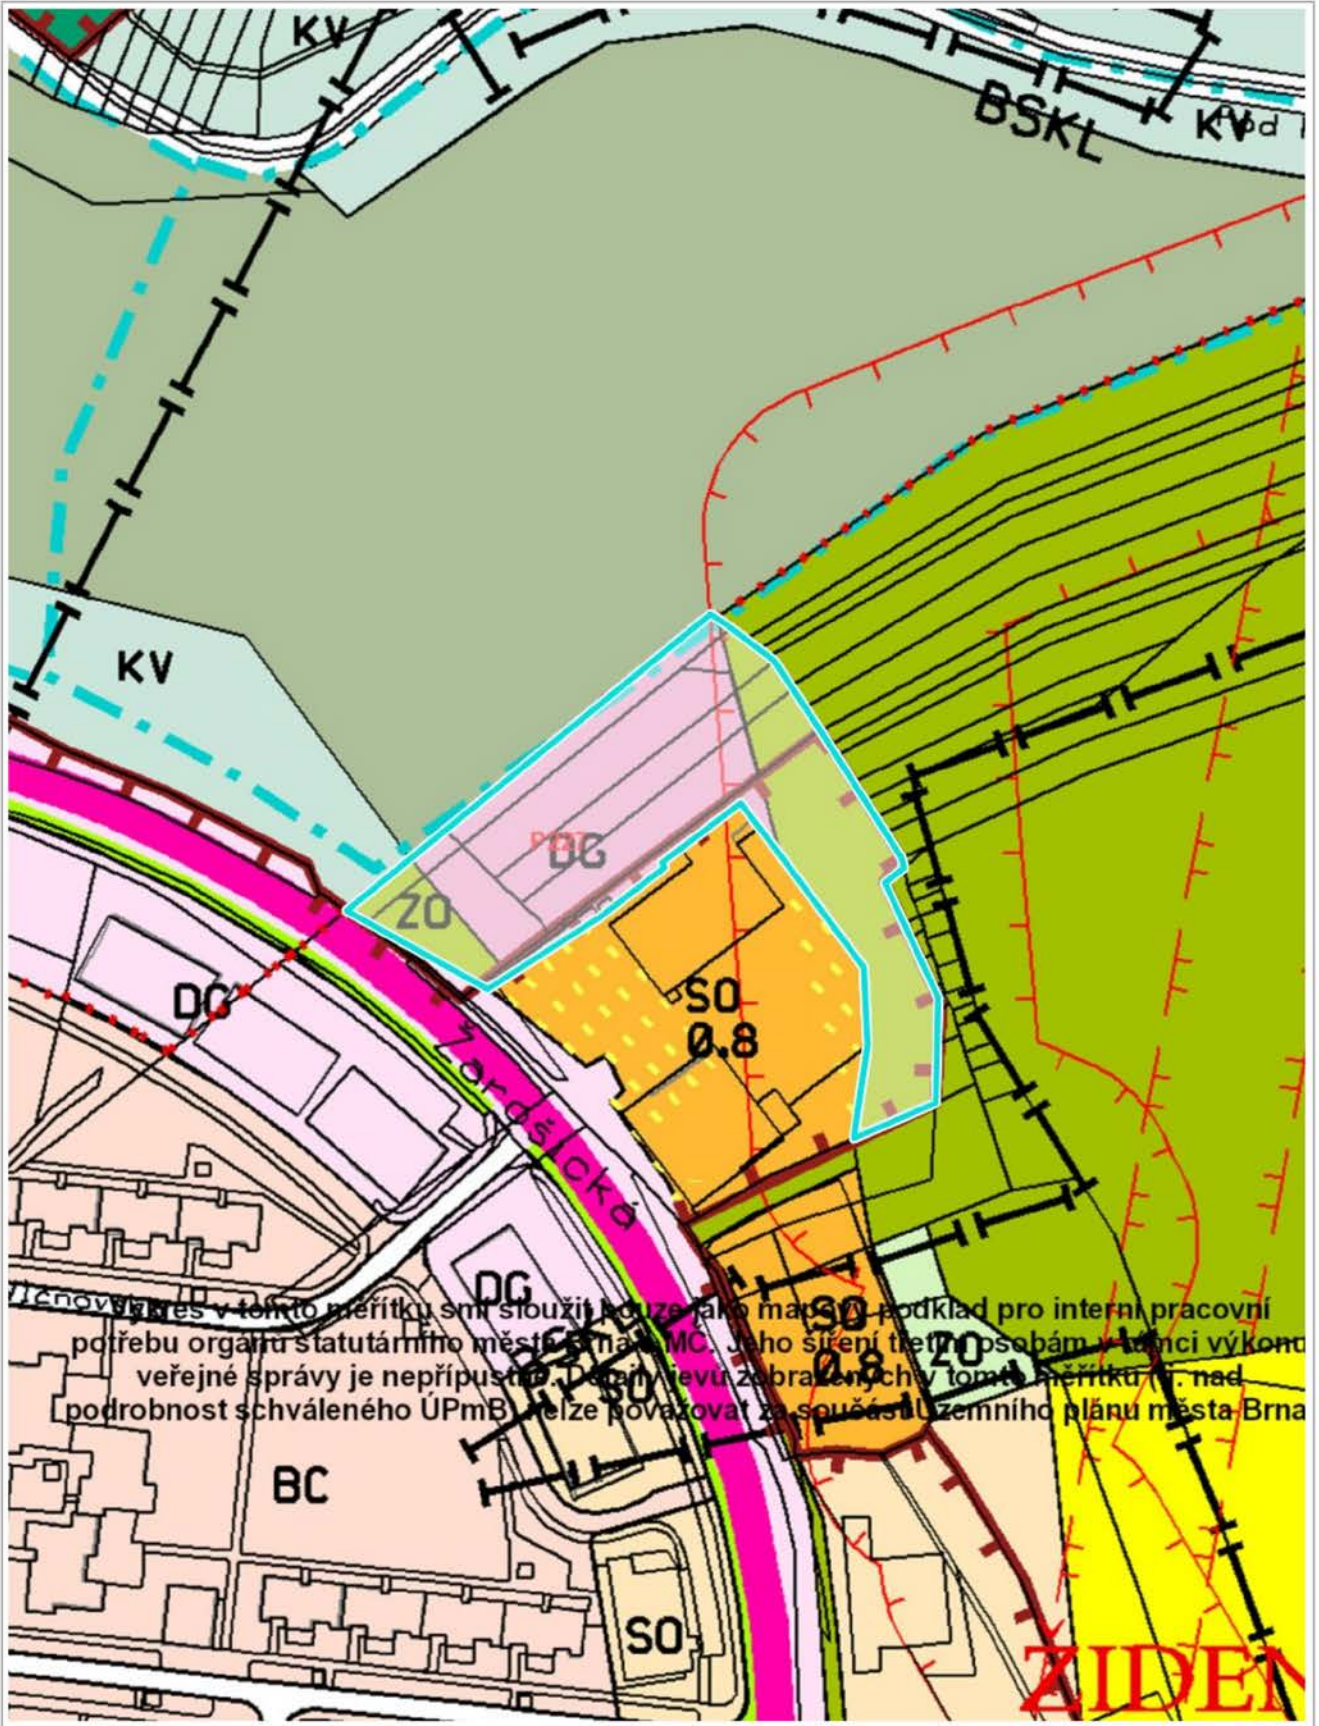 KV
BSKL
KV
KV
DG
ZO
DG
SO
0.8
Žarošická
DG
SO
0.8
ZO
SO
Výkres v tomto měřítku smí sloužit pouze jako mapový podklad pro interní pracovní
potřebu orgánů statutárního města Brna a MČ. Jeho šíření třetím osobám v rámci výkonu
veřejné správy je nepřípustné. Detaily jevů zobrazených v tomto měřítku tj. nad
podrobnost schváleného ÚPmB nelze považovat za součást Územního plánu města Brna
BC
SO
ŽIDEN